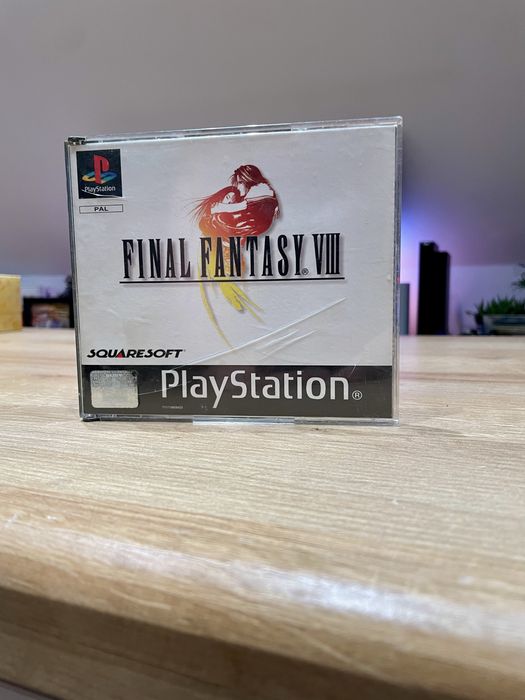 PlayStation
PAL
FINAL FANTASY® VIII
SQUARESOFT
PlayStation®